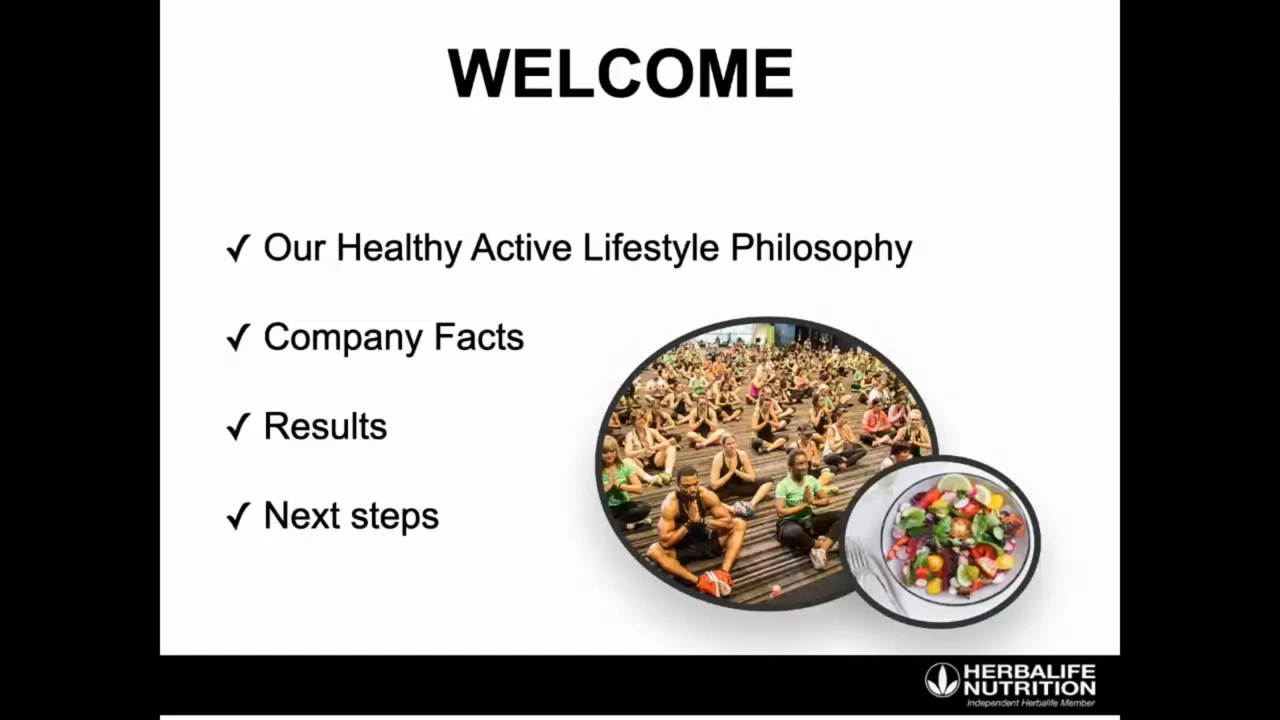 WELCOME
✓ Our Healthy Active Lifestyle Philosophy
✓ Company Facts
✓ Results
✓ Next steps
HERBALIFE
NUTRITION
Independent Herbalife Member